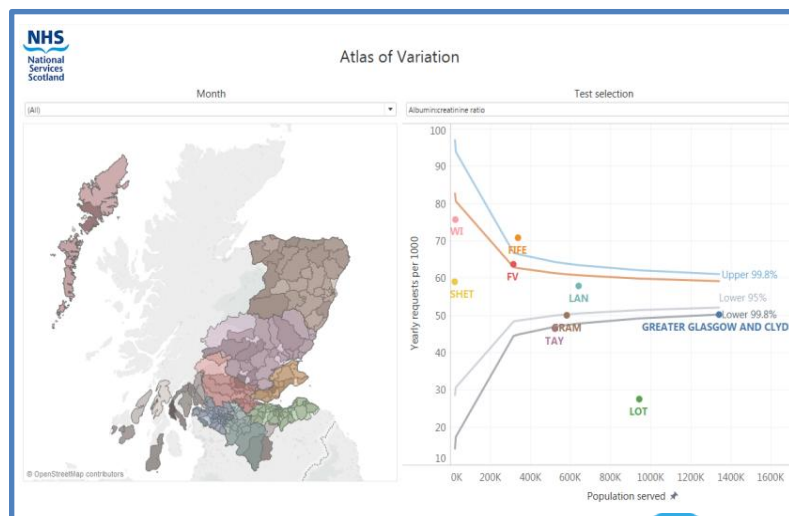 NHS
National
Services
Scotland
Atlas of Variation
Month
(All)
Test selection
Albumin:creatinine ratio
© OpenStreetMap contributors
Yearly requests per 1000
100
90
80
70
60
50
40
30
20
10
WI
FIFE
FV
SHET
LAN
GRAM
TAY
LOT
Upper 99.8%
Lower 95%
Lower 99.8%
GREATER GLASGOW AND CLYD
0K
200K
400K
600K
800K
1000K
1200K
1400K
1600K
Population served